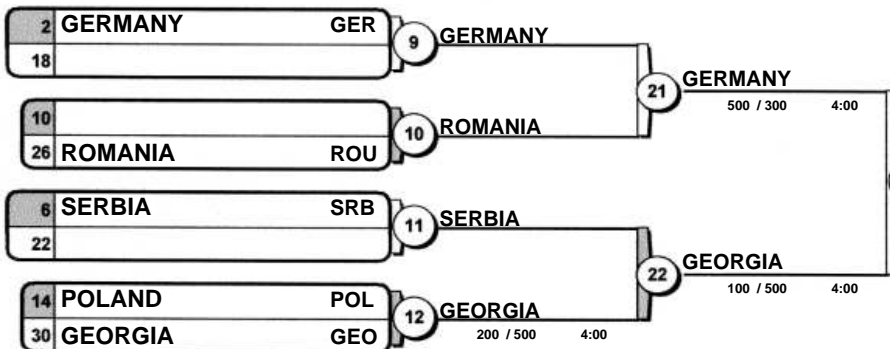 2 GERMANY GER
18
9 GERMANY
10
26 ROMANIA ROU
10 ROMANIA
21 GERMANY
500 / 300 4:00
6 SERBIA SRB
22
11 SERBIA
14 POLAND POL
30 GEORGIA GEO
12 GEORGIA
200 / 500 4:00
22 GEORGIA
100 / 500 4:00